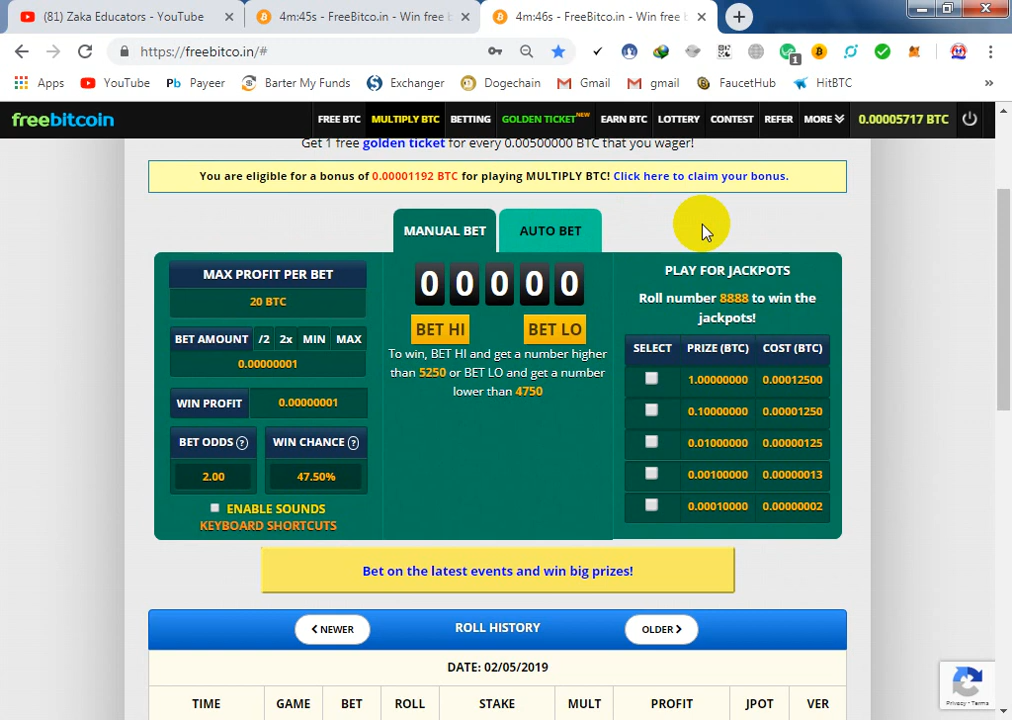 (81) Zaka Educators - YouTube
4m:45s - FreeBitco.in - Win free b
4m:46s - FreeBitco.in - Win free b
https://freebitco.in/#
1
Apps YouTube Pb Payeer Barter My Funds Exchanger Dogechain Gmail gmail FaucetHub HitBTC »
freebitcoin FREE BTC MULTIPLY BTC BETTING GOLDEN TICKET NEW EARN BTC LOTTERY CONTEST REFER MORE 0.00005717 BTC
Get 1 free golden ticket for every 0.00500000 BTC that you wager!
You are eligible for a bonus of 0.00001192 BTC for playing MULTIPLY BTC! Click here to claim your bonus.
MANUAL BET AUTO BET
MAX PROFIT PER BET
20 BTC
BET AMOUNT /2 2x MIN MAX
0.00000001
WIN PROFIT 0.00000001
BET ODDS ? WIN CHANCE ?
2.00 47.50%
ENABLE SOUNDS
KEYBOARD SHORTCUTS
0 0 0 0 0
BET HI BET LO
To win, BET HI and get a number higher
than 5250 or BET LO and get a number
lower than 4750
PLAY FOR JACKPOTS
Roll number 8888 to win the
jackpots!
SELECT PRIZE (BTC) COST (BTC)
1.00000000 0.00012500
0.10000000 0.00001250
0.01000000 0.00000125
0.00100000 0.00000013
0.00010000 0.00000002
Bet on the latest events and win big prizes!
NEWER ROLL HISTORY OLDER
DATE: 02/05/2019
TIME GAME BET ROLL STAKE MULT PROFIT JPOT VER
Privacy - Terms